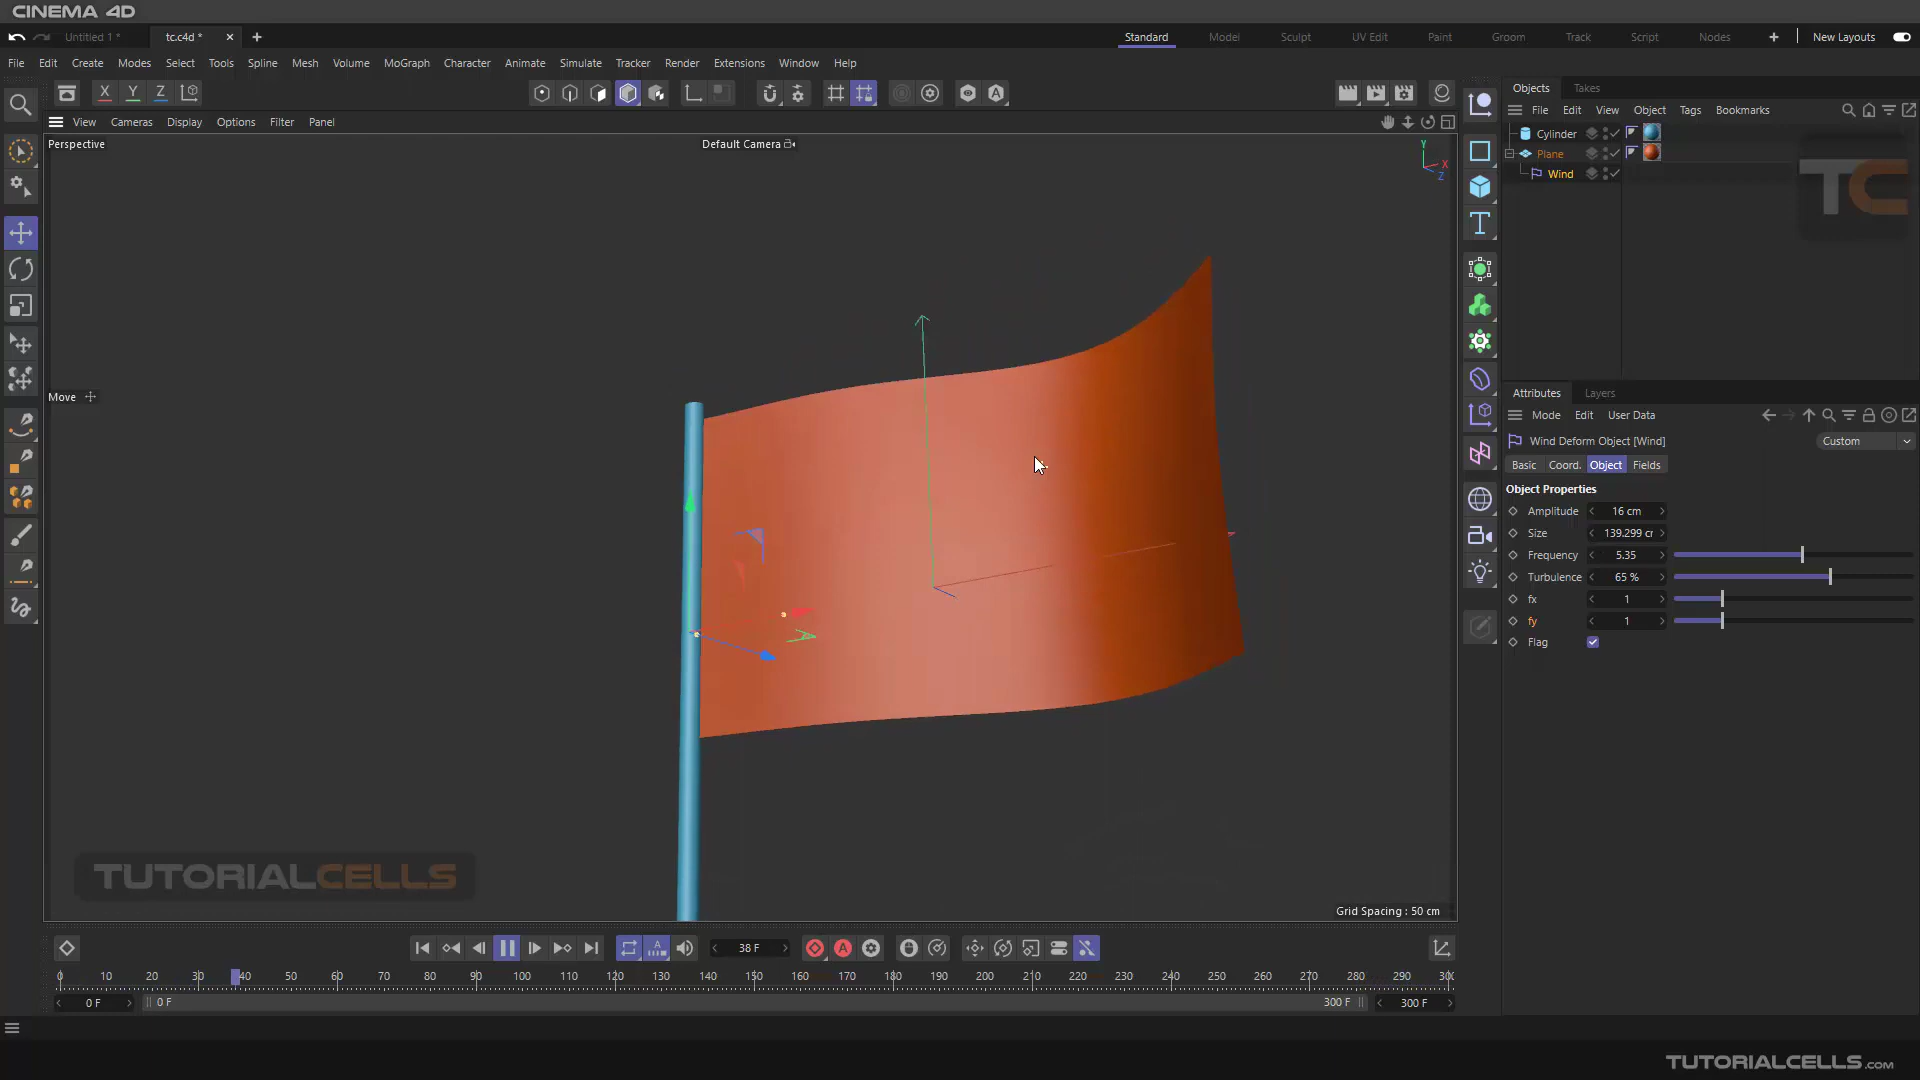 CINEMA 4D
Untitled 1 *
tc.c4d *
Standard Model Sculpt UV Edit Paint Groom Track Script Nodes New Layouts
File Edit Create Modes Select Tools Spline Mesh Volume MoGraph Character Animate Simulate Tracker Render Extensions Window Help
X Y Z
View Cameras Display Options Filter Panel
Perspective
Default Camera
Y
X
Z
Move
TUTORIALCELLS
Grid Spacing : 50 cm
Objects Takes
File Edit View Object Tags Bookmarks
Cylinder
Plane
Wind
TC
Attributes Layers
Mode Edit User Data
Wind Deform Object [Wind]
Custom
Basic Coord. Object Fields
Object Properties
Amplitude 16 cm
Size 139.299 cr
Frequency 5.35
Turbulence 65 %
fx 1
fy 1
Flag
38 F
0 10 20 30 40 50 60 70 80 90 100 110 120 130 140 150 160 170 180 190 200 210 220 230 240 250 260 270 280 290 30(
0 F
0 F
300 F
300 F
TUTORIALCELLS.COM